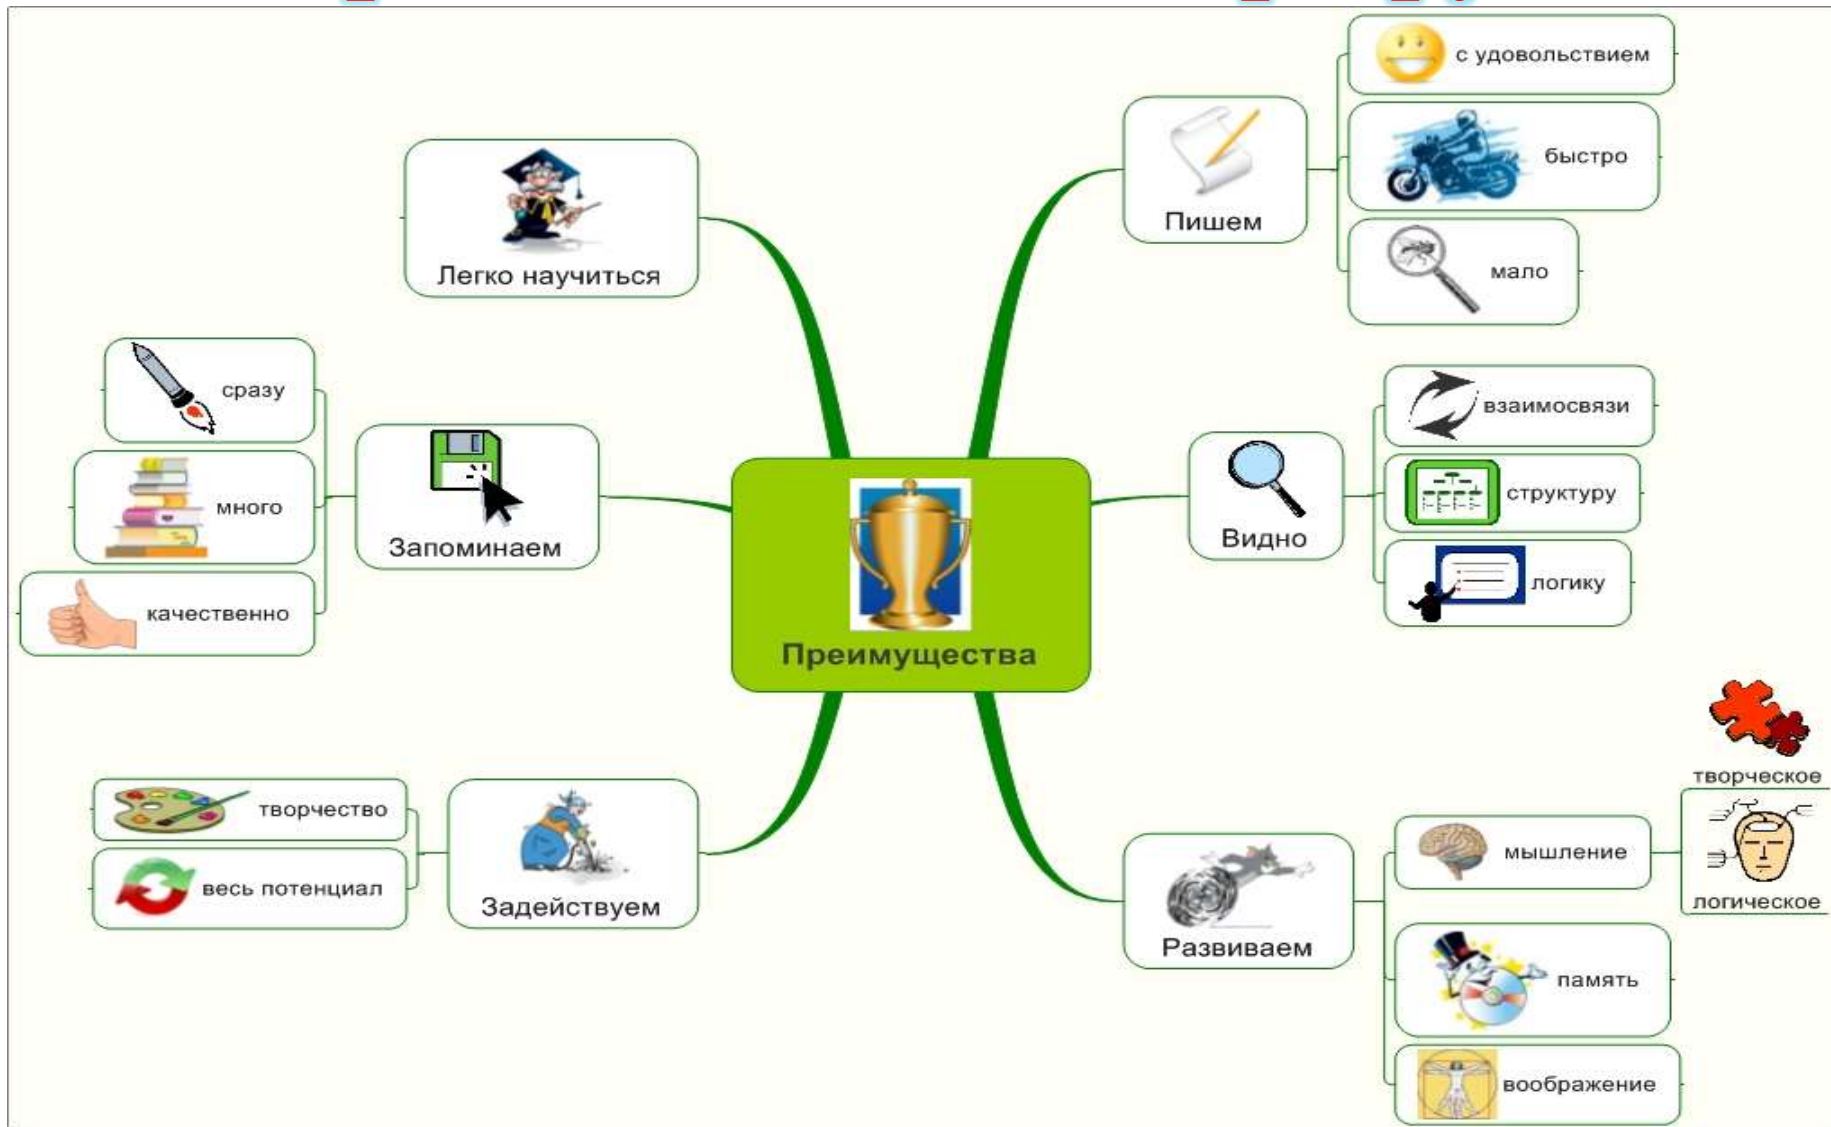 Преимущества
Пишем
с удовольствием
быстро
мало
Видно
взаимосвязи
структуру
логику
Развиваем
мышление
творческое
логическое
память
воображение
Задействуем
творчество
весь потенциал
Запоминаем
сразу
много
качественно
Легко научиться